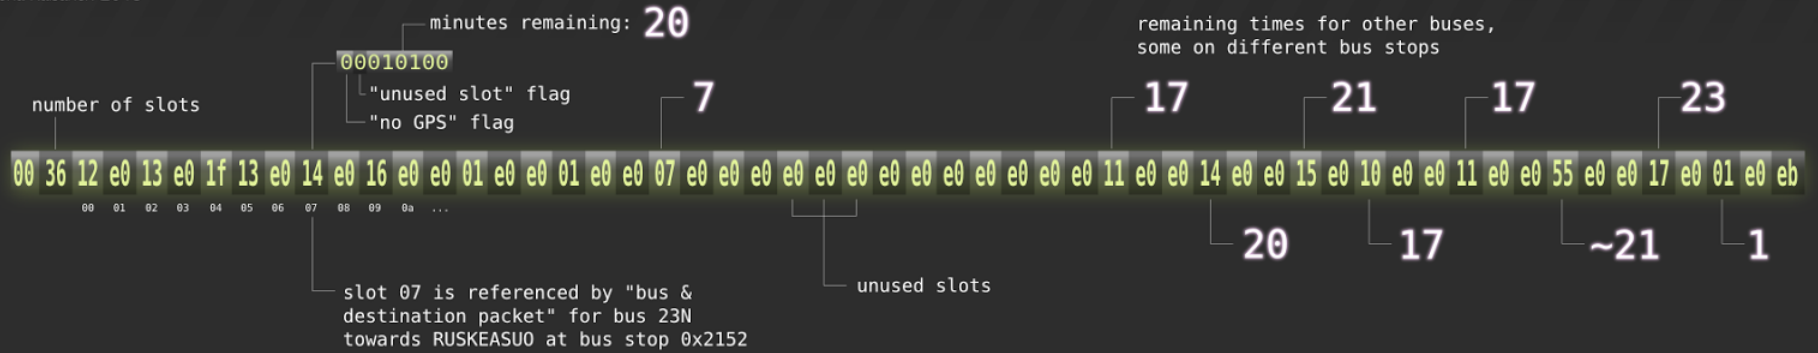 minutes remaining: 20
remaining times for other buses,
some on different bus stops
00010100
"unused slot" flag
"no GPS" flag
number of slots
7
17
21
17
23
00 36 12 e0 13 e0 1f 13 e0 14 e0 16 e0 e0 01 e0 e0 01 e0 e0 07 e0 e0 e0 e0 e0 e0 e0 e0 e0 e0 e0 e0 e0 11 e0 e0 14 e0 e0 15 e0 10 e0 e0 11 e0 e0 55 e0 e0 17 e0 01 e0 eb
00 01 02 03 04 05 06 07 08 09 0a ...
20
17
~21
1
unused slots
slot 07 is referenced by "bus &
destination packet" for bus 23N
towards RUSKEASUO at bus stop 0x2152